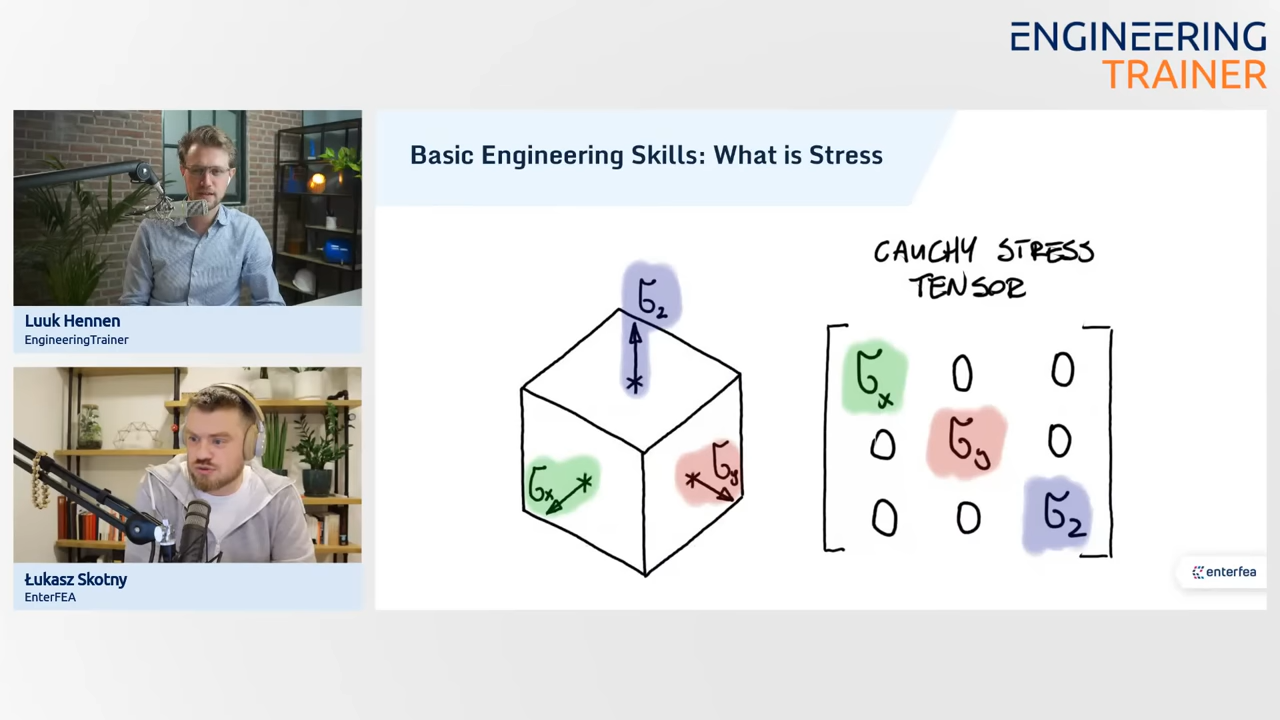 ENGINEERING
TRAINER
Basic Engineering Skills: What is Stress
Luuk Hennen
EngineeringTrainer
Łukasz Skotny
EnterFEA
σz
σx
σy
CAUCHY STRESS
TENSOR
σx 0 0
0 σy 0
0 0 σz
enterfea